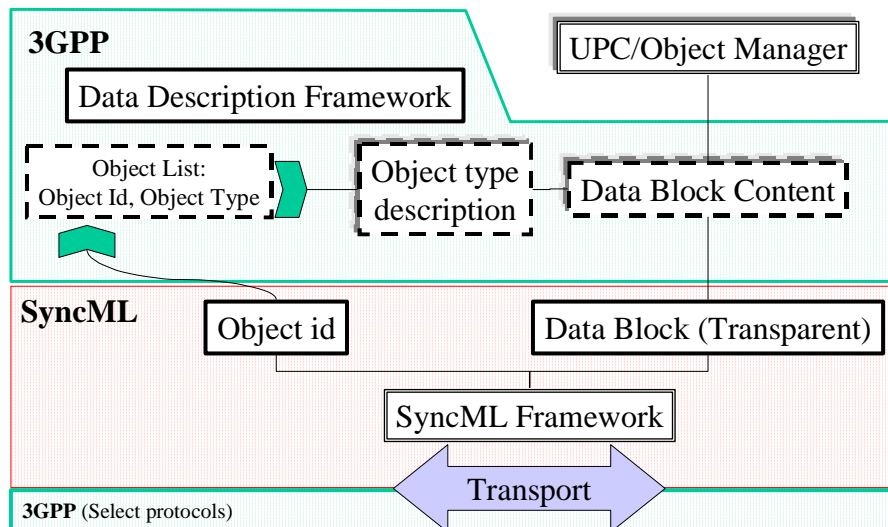 3GPP
UPC/Object Manager
Data Description Framework
Object List:
Object Id, Object Type
Object type
description
Data Block Content
SyncML
Object id
Data Block (Transparent)
SyncML Framework
Transport
3GPP (Select protocols)